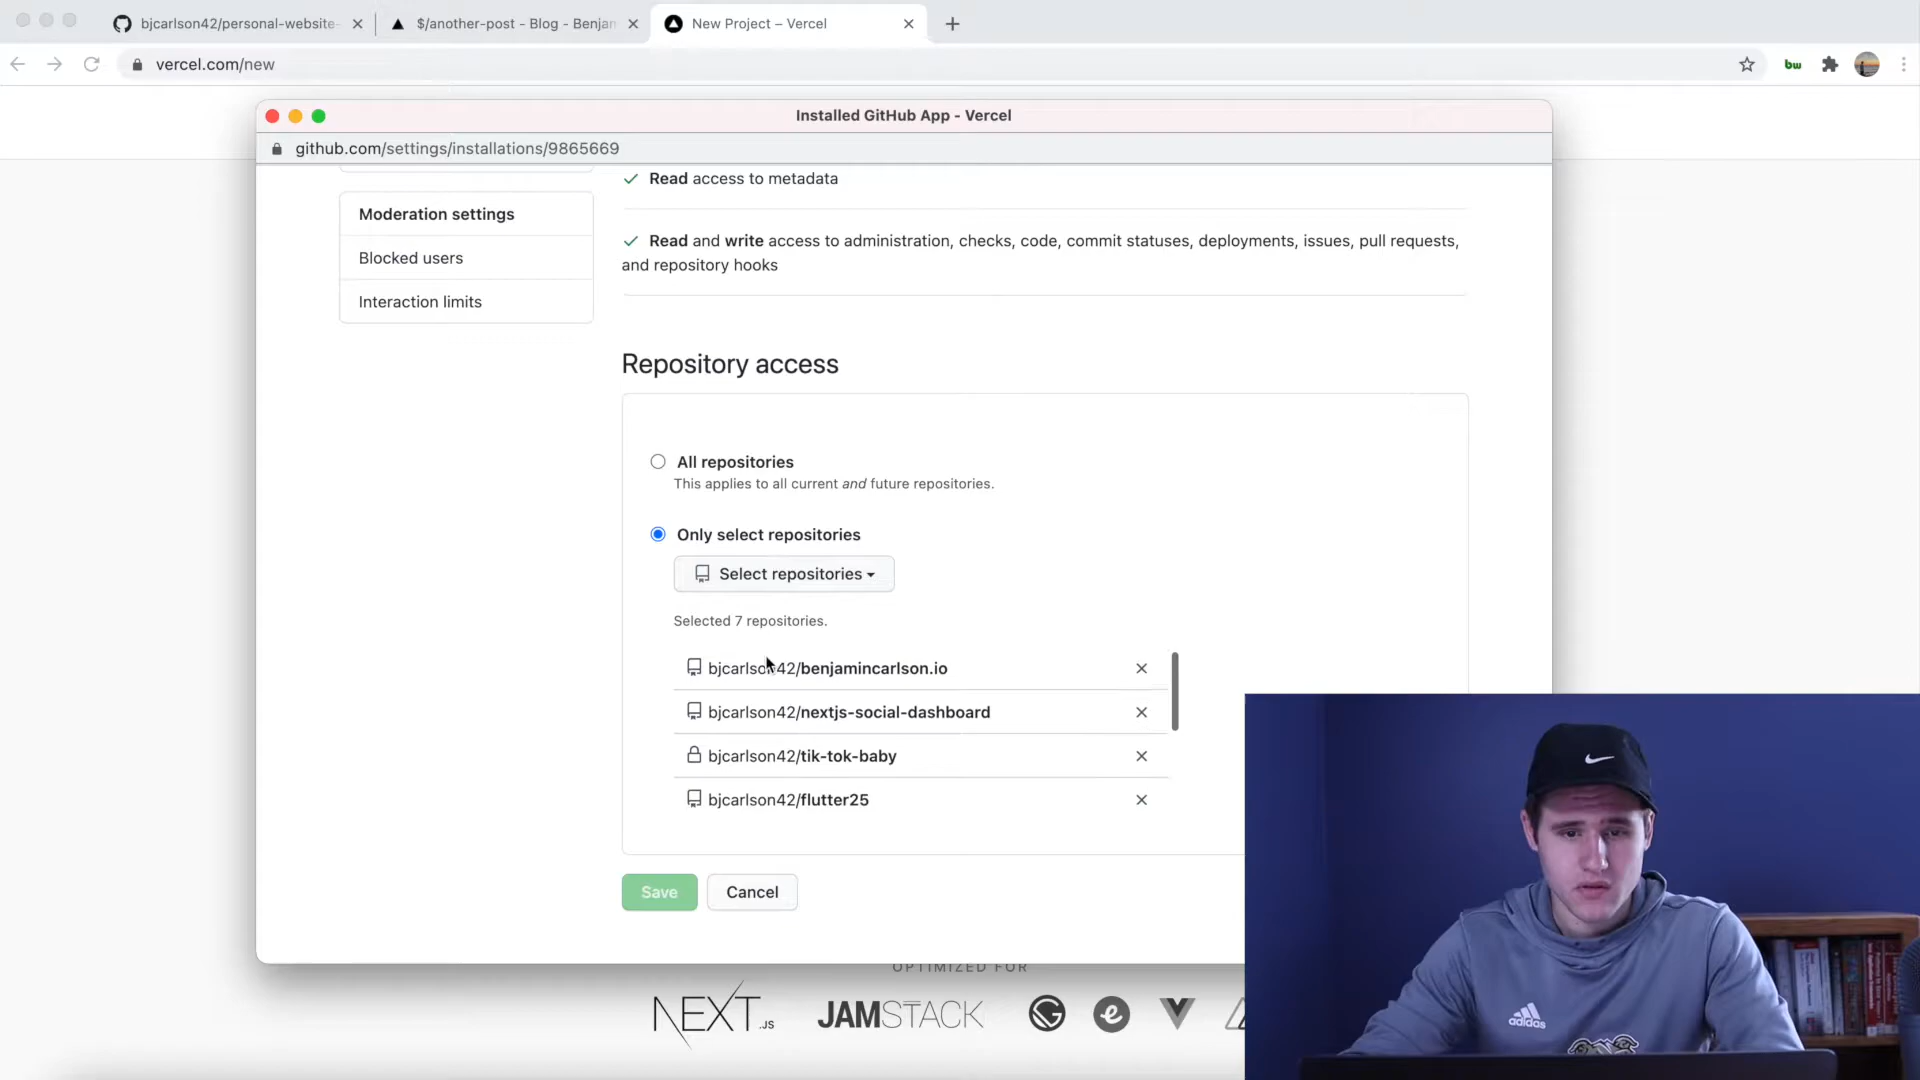 bjcarlson42/personal-website-
$/another-post - Blog - Benjam
New Project – Vercel
vercel.com/new
bw
Installed GitHub App - Vercel
github.com/settings/installations/9865669
Read access to metadata
Moderation settings
Read and write access to administration, checks, code, commit statuses, deployments, issues, pull requests,
and repository hooks
Blocked users
Interaction limits
Repository access
All repositories
This applies to all current and future repositories.
Only select repositories
Select repositories
Selected 7 repositories.
bjcarlson42/benjamincarlson.io
bjcarlson42/nextjs-social-dashboard
bjcarlson42/tik-tok-baby
bjcarlson42/flutter25
Save
Cancel
OPTIMIZED FOR
NEXT.JS
JAMSTACK
adidas